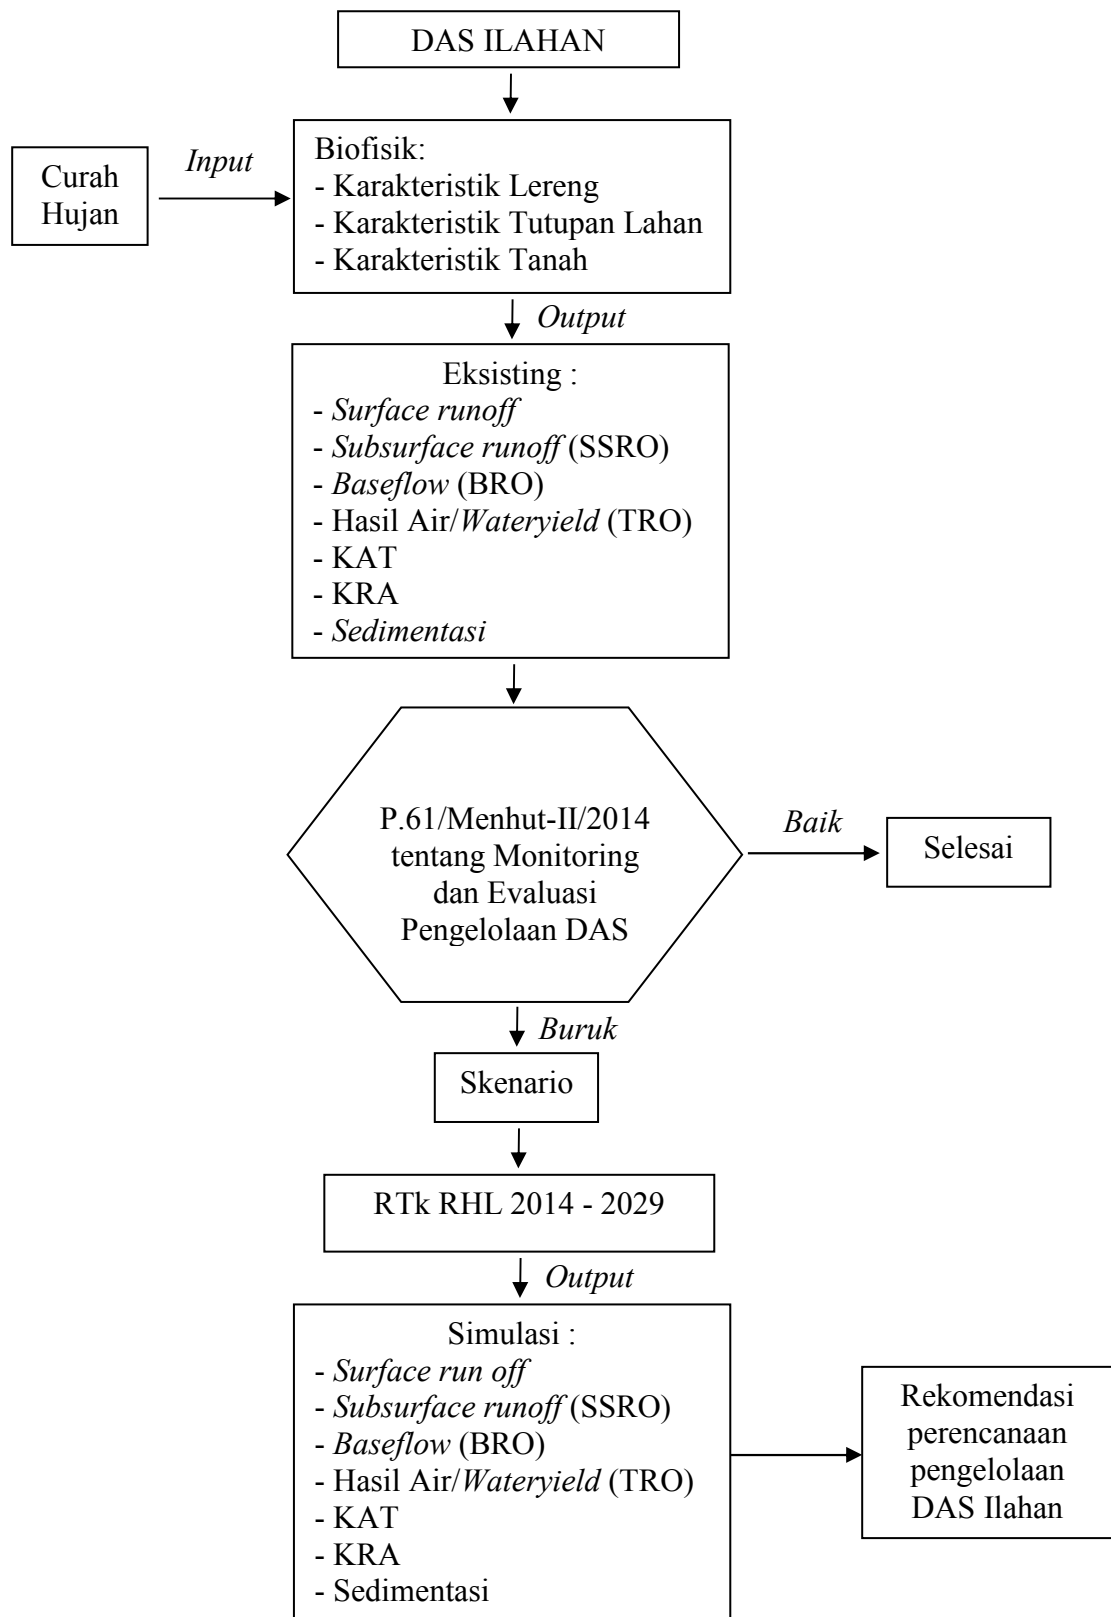 DAS ILAHAN
Curah
Hujan
Input
Biofisik:
- Karakteristik Lereng
- Karakteristik Tutupan Lahan
- Karakteristik Tanah
Output
Eksisting :
- Surface runoff
- Subsurface runoff (SSRO)
- Baseflow (BRO)
- Hasil Air/Wateryield (TRO)
- KAT
- KRA
- Sedimentasi
P.61/Menhut-II/2014
tentang Monitoring
dan Evaluasi
Pengelolaan DAS
Baik
Selesai
Buruk
Skenario
RTk RHL 2014 - 2029
Output
Simulasi :
- Surface run off
- Subsurface runoff (SSRO)
- Baseflow (BRO)
- Hasil Air/Wateryield (TRO)
- KAT
- KRA
- Sedimentasi
Rekomendasi
perencanaan
pengelolaan
DAS Ilahan